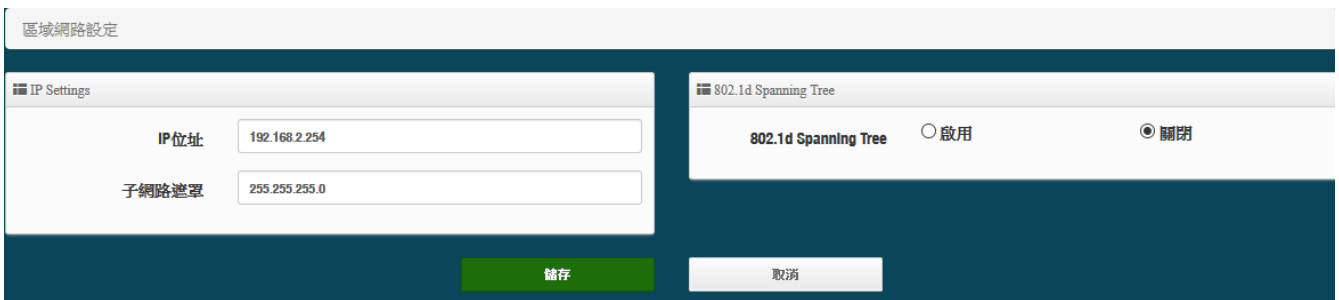 區域網路設定
IP Settings
IP位址 192.168.2.254
子網路遮罩 255.255.255.0
802.1d Spanning Tree
802.1d Spanning Tree 啟用 關閉
儲存 取消